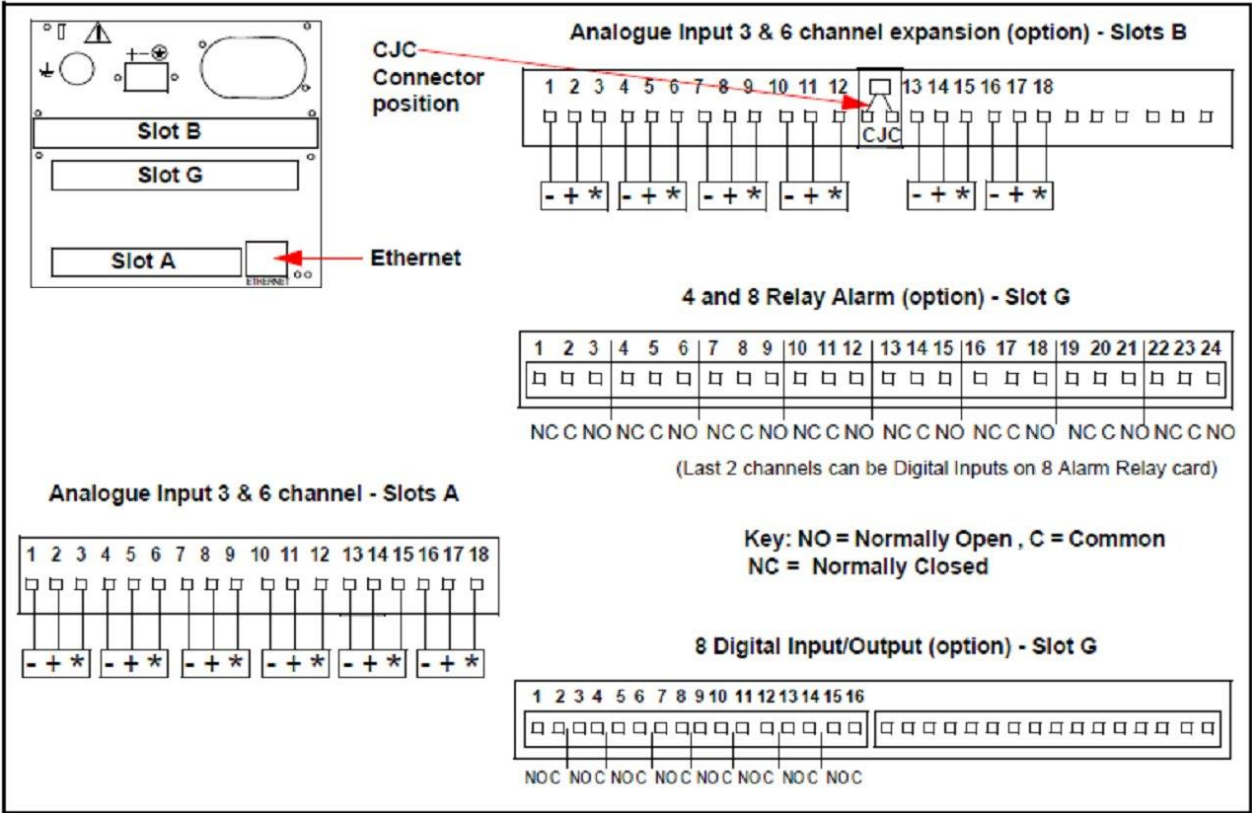 + -
Slot B
Slot G
Slot A
ETHERNET
CJC
Connector
position
Ethernet
Analogue Input 3 & 6 channel expansion (option) - Slots B
1 2 3 4 5 6 7 8 9 10 11 12 13 14 15 16 17 18
CJC
- + * - + * - + * - + * - + * - + *
4 and 8 Relay Alarm (option) - Slot G
1 2 3 4 5 6 7 8 9 10 11 12 13 14 15 16 17 18 19 20 21 22 23 24
NC C NO NC C NO NC C NO NC C NO NC C NO NC C NO NC C NO NC C NO
(Last 2 channels can be Digital Inputs on 8 Alarm Relay card)
Analogue Input 3 & 6 channel - Slots A
1 2 3 4 5 6 7 8 9 10 11 12 13 14 15 16 17 18
- + * - + * - + * - + * - + * - + *
Key: NO = Normally Open , C = Common
NC = Normally Closed
8 Digital Input/Output (option) - Slot G
1 2 3 4 5 6 7 8 9 10 11 12 13 14 15 16
NO C NO C NO C NO C NO C NO C NO C NO C